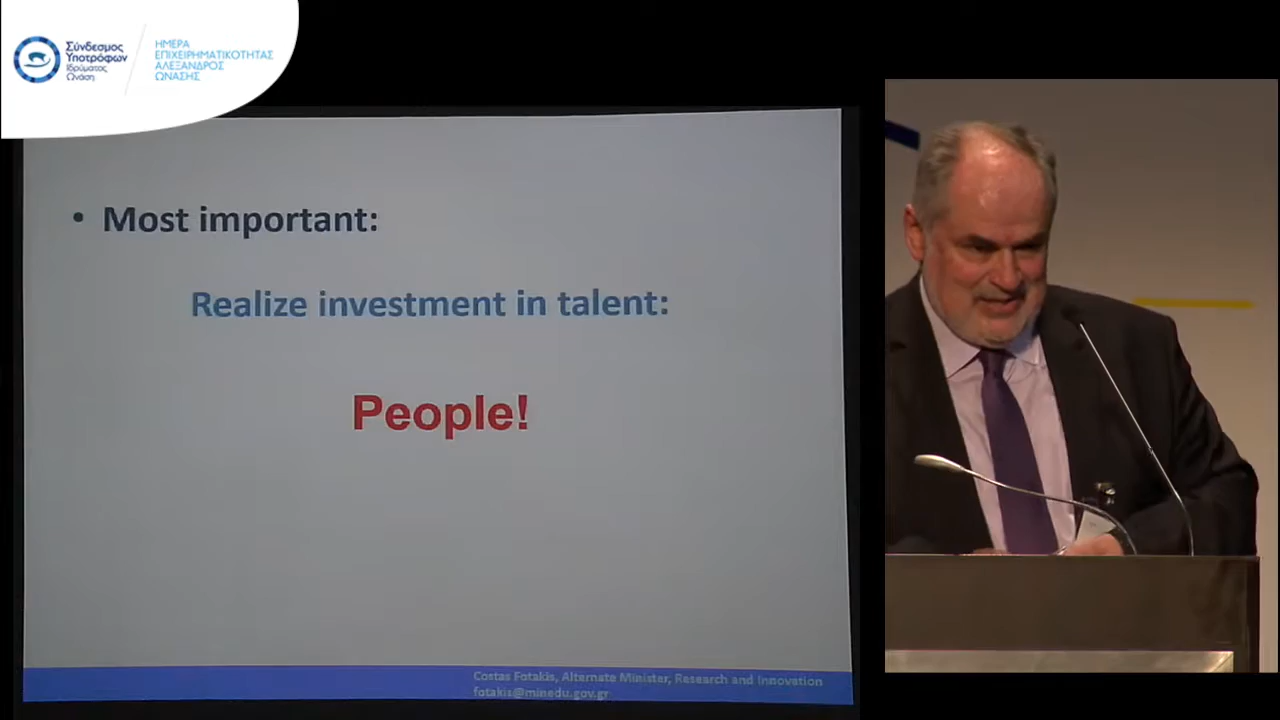 Σύνδεσμος
Υποτρόφων
Ιδρύματος
Ωνάση
ΗΜΕΡΑ
ΕΠΙΧΕΙΡΗΜΑΤΙΚΟΤΗΤΑΣ
ΑΛΕΞΑΝΔΡΟΣ
ΩΝΑΣΗΣ
• Most important:
Realize investment in talent:
People!
Costas Fotakis, Alternate Minister, Research and Innovation
fotakis@minedu.gov.gr